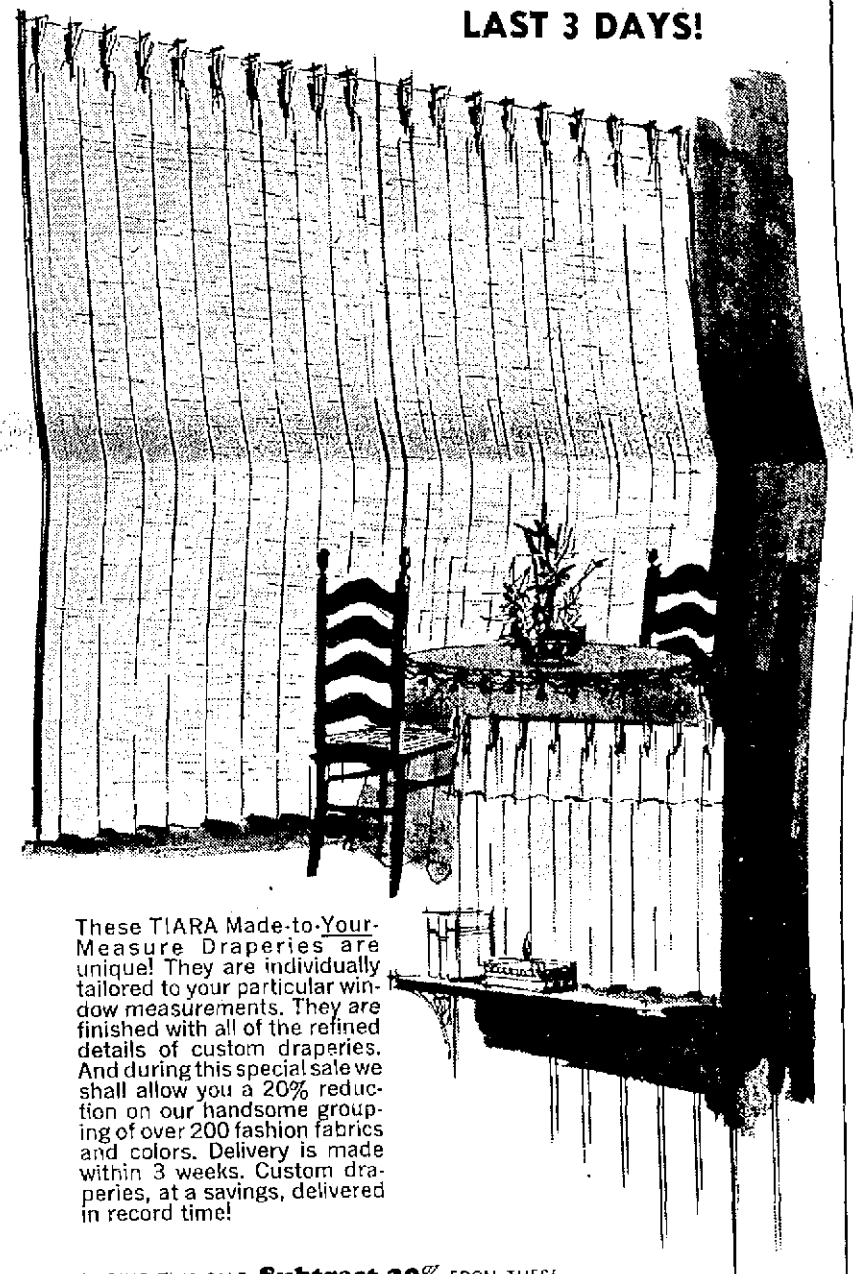 LAST 3 DAYS!
These TIARA Made-to-Your-
Measure Draperies are
unique! They are individually
tailored to your particular win-
dow measurements. They are
finished with all of the refined
details of custom draperies.
And during this special sale we
shall allow you a 20% reduc-
tion on our handsome group-
ing of over 200 fashion fabrics
and colors. Delivery is made
within 3 weeks. Custom dra-
peries, at a savings, delivered
in record time!
Subtract 20% FROM THESE